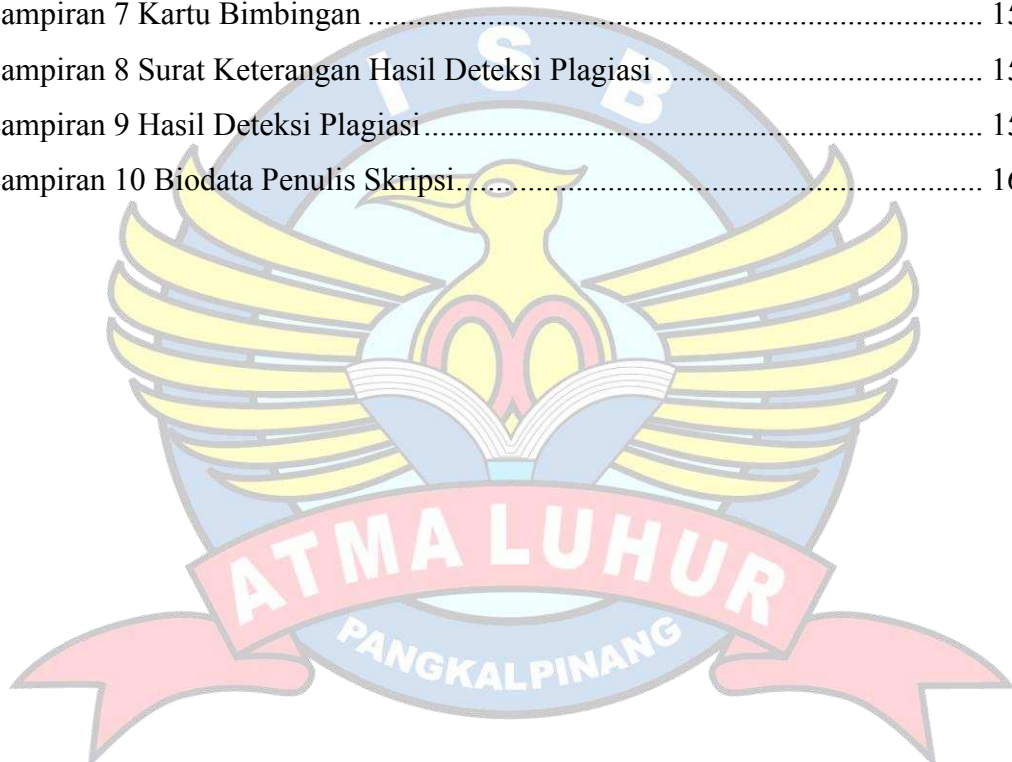 ampiran 7 Kartu Bimbingan ........................................................................................ 15
ampiran 8 Surat Keterangan Hasil Deteksi Plagiasi ............................................... 15
ampiran 9 Hasil Deteksi Plagiasi ................................................................................ 15
ampiran 10 Biodata Penulis Skripsi ........................................................................... 16
I S B
ATMA LUHUR
PANGKALPINANG